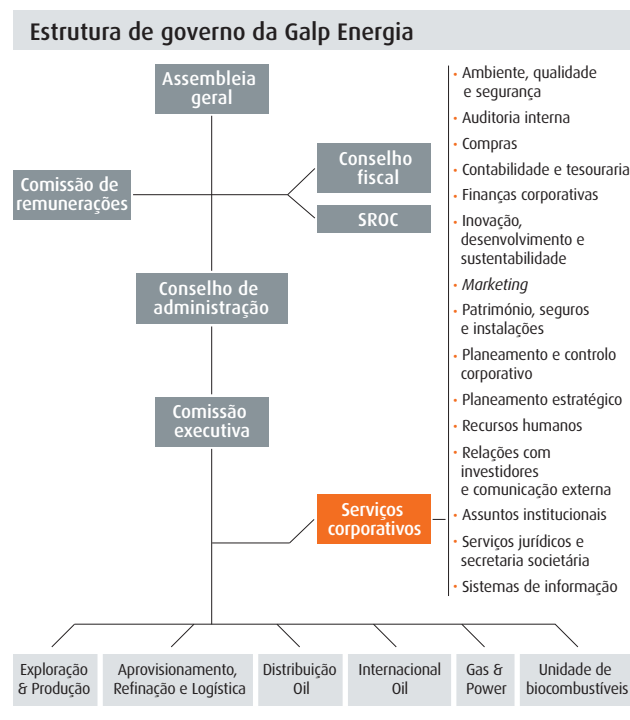 Estrutura de governo da Galp Energia
Assembleia
geral
Conselho
fiscal
Comissão de
remunerações
SROC
Conselho de
administração
Comissão
executiva
Serviços
corporativos
• Ambiente, qualidade
e segurança
• Auditoria interna
• Compras
• Contabilidade e tesouraria
• Finanças corporativas
• Inovação,
desenvolvimento e
sustentabilidade
• Marketing
• Património, seguros
e instalações
• Planeamento e controlo
corporativo
• Planeamento estratégico
• Recursos humanos
• Relações com
investidores
e comunicação externa
• Assuntos institucionais
• Serviços jurídicos e
secretaria societária
• Sistemas de informação
Exploração
& Produção
Aprovisionamento,
Refinação e Logística
Distribuição
Oil
Internacional
Oil
Gas &
Power
Unidade de
biocombustíveis